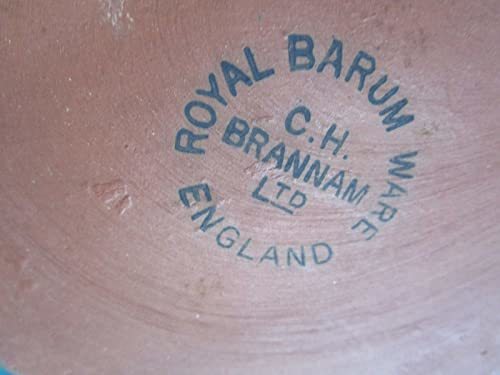 ROYAL BARUM WARE
C.H.
BRANNAM
LTD
ENGLAND